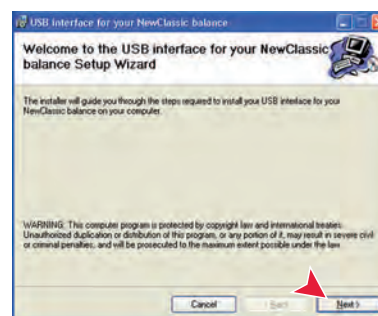 USB interface for your NewClassic balance
Welcome to the USB interface for your NewClassic
balance Setup Wizard
The installer will guide you through the steps required to install your USB interface for your
NewClassic balance on your computer.
WARNING: This computer program is protected by copyright law and international treaties.
Unauthorized duplication or distribution of this program, or any portion of it, may result in severe civil
or criminal penalties, and will be prosecuted to the maximum extent possible under the law.
Cancel
< Back
Next >